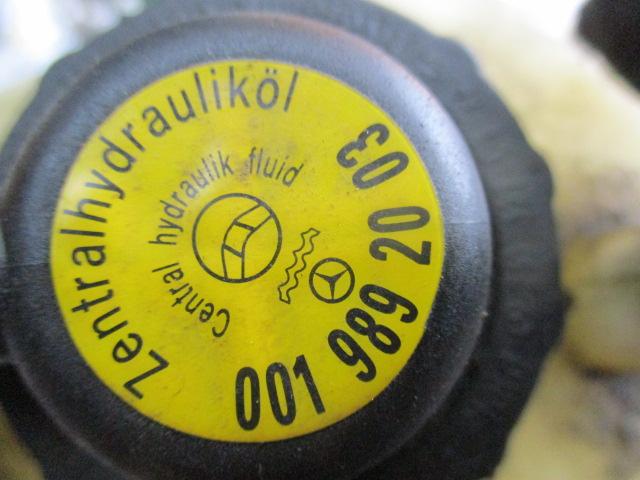 Zentralhydrauliköl
Central hydraulik fluid
001 989 20 03